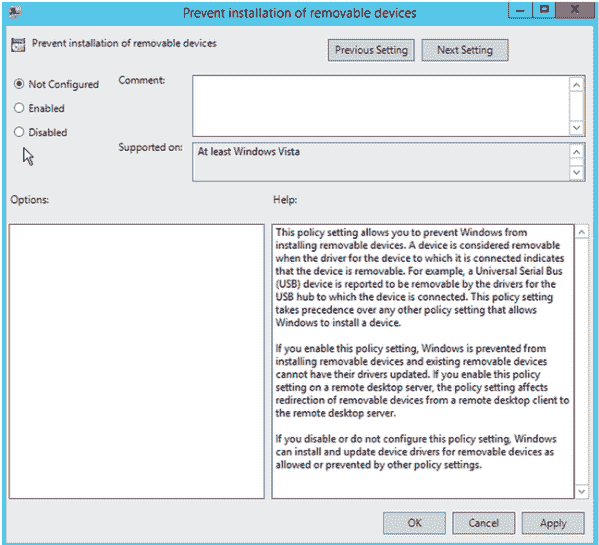 Prevent installation of removable devices
Prevent installation of removable devices
Previous Setting
Next Setting
Not Configured
Comment:
Enabled
Disabled
Supported on:
At least Windows Vista
Options:
Help:
This policy setting allows you to prevent Windows from
installing removable devices. A device is considered removable
when the driver for the device to which it is connected indicates
that the device is removable. For example, a Universal Serial Bus
(USB) device is reported to be removable by the drivers for the
USB hub to which the device is connected. This policy setting
takes precedence over any other policy setting that allows
Windows to install a device.
If you enable this policy setting, Windows is prevented from
installing removable devices and existing removable devices
cannot have their drivers updated. If you enable this policy
setting on a remote desktop server, the policy setting affects
redirection of removable devices from a remote desktop client to
the remote desktop server.
If you disable or do not configure this policy setting, Windows
can install and update device drivers for removable devices as
allowed or prevented by other policy settings.
OK
Cancel
Apply